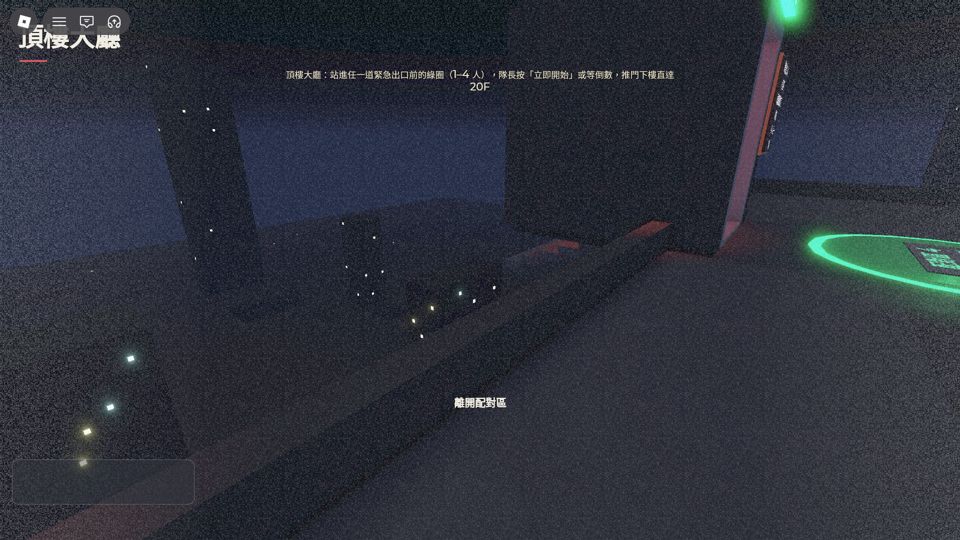 頂樓大廳
頂樓大廳：站進任一道緊急出口前的綠圈（1–4 人），隊長按「立即開始」或等倒數，推門下樓直達
20F
離開配對區